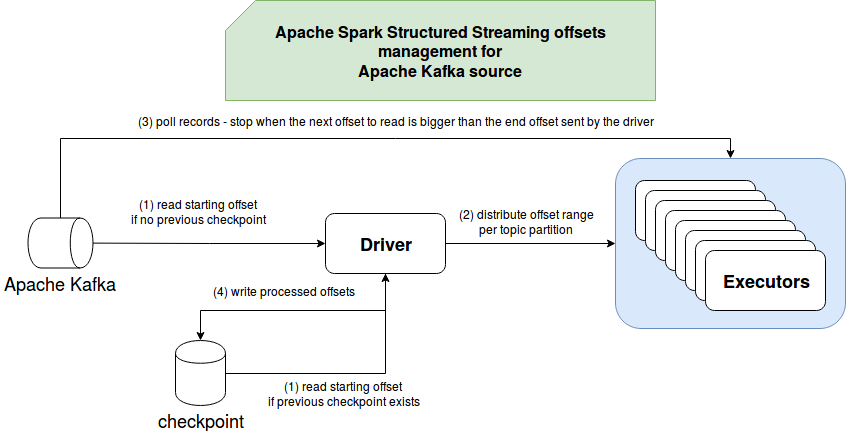 Apache Spark Structured Streaming offsets
management for
Apache Kafka source
(3) poll records - stop when the next offset to read is bigger than the end offset sent by the driver
(1) read starting offset
if no previous checkpoint
(2) distribute offset range
per topic partition
Driver
Apache Kafka
Executors
(4) write processed offsets
(1) read starting offset
if previous checkpoint exists
checkpoint